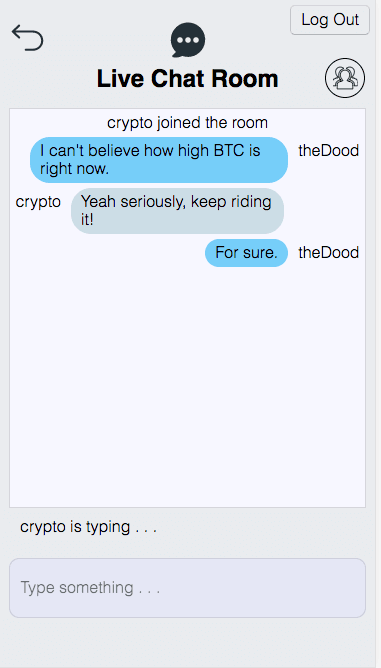 Log Out
Live Chat Room
crypto joined the room
I can't believe how high BTC is theDood
right now.
crypto Yeah seriously, keep riding
it!
For sure. theDood
crypto is typing . . .
Type something . . .